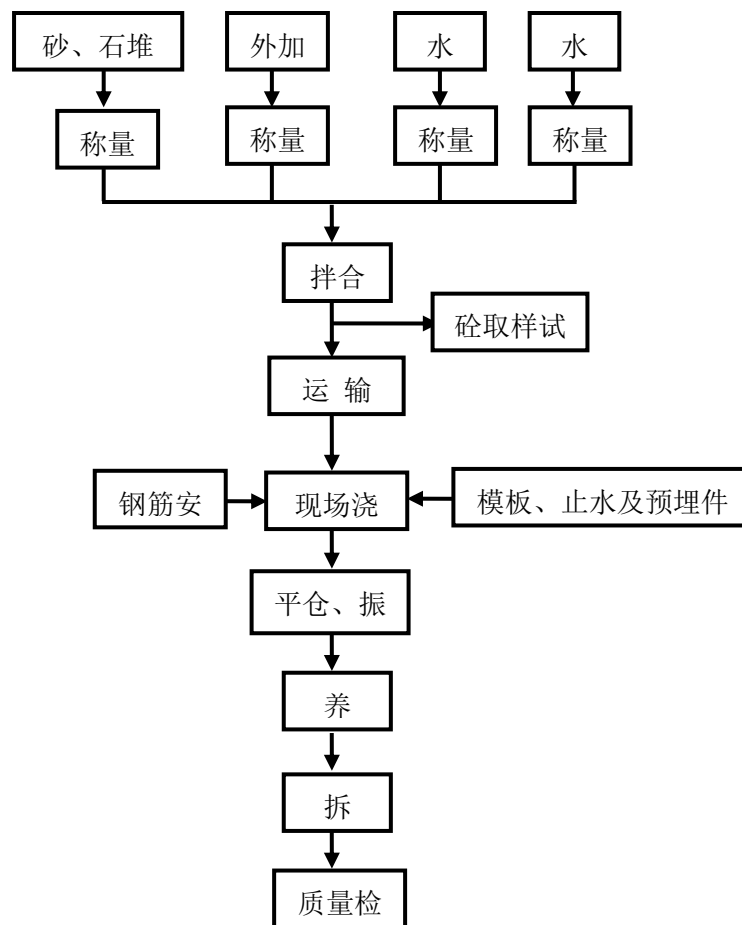 砂、石堆
外加
水
水
称量
称量
称量
称量
拌合
砼取样试
运 输
钢筋安
现场浇
模板、止水及预埋件
平仓、振
养
拆
质量检